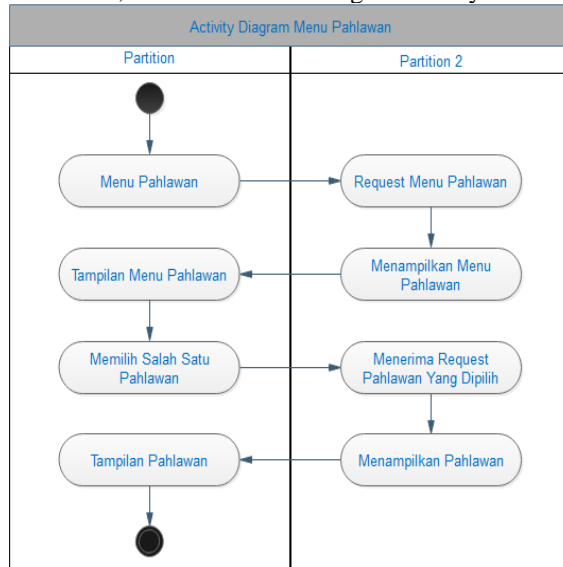 Activity Diagram Menu Pahlawan
Partition
Partition 2
Menu Pahlawan
Request Menu Pahlawan
Tampilan Menu Pahlawan
Menampilkan Menu
Pahlawan
Memilih Salah Satu
Pahlawan
Menerima Request
Pahlawan Yang Dipilih
Tampilan Pahlawan
Menampilkan Pahlawan